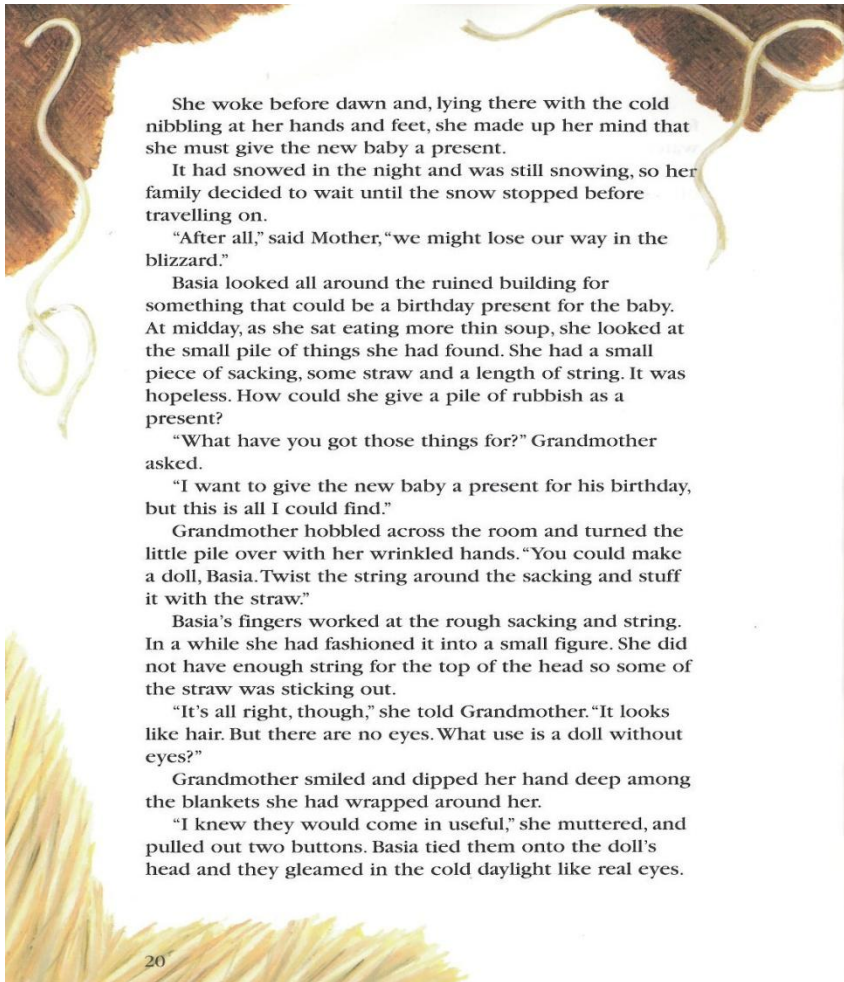 She woke before dawn and, lying there with the cold
nibbling at her hands and feet, she made up her mind that
she must give the new baby a present.
It had snowed in the night and was still snowing, so her
family decided to wait until the snow stopped before
travelling on.
“After all,” said Mother, “we might lose our way in the
blizzard.”
Basia looked all around the ruined building for
something that could be a birthday present for the baby.
At midday, as she sat eating more thin soup, she looked at
the small pile of things she had found. She had a small
piece of sacking, some straw and a length of string. It was
hopeless. How could she give a pile of rubbish as a
present?
“What have you got those things for?” Grandmother
asked.
“I want to give the new baby a present for his birthday,
but this is all I could find.”
Grandmother hobbled across the room and turned the
little pile over with her wrinkled hands. “You could make
a doll, Basia. Twist the string around the sacking and stuff
it with the straw.”
Basia’s fingers worked at the rough sacking and string.
In a while she had fashioned it into a small figure. She did
not have enough string for the top of the head so some of
the straw was sticking out.
“It’s all right, though,” she told Grandmother. “It looks
like hair. But there are no eyes. What use is a doll without
eyes?”
Grandmother smiled and dipped her hand deep among
the blankets she had wrapped around her.
“I knew they would come in useful,” she muttered, and
pulled out two buttons. Basia tied them onto the doll’s
head and they gleamed in the cold daylight like real eyes.
20